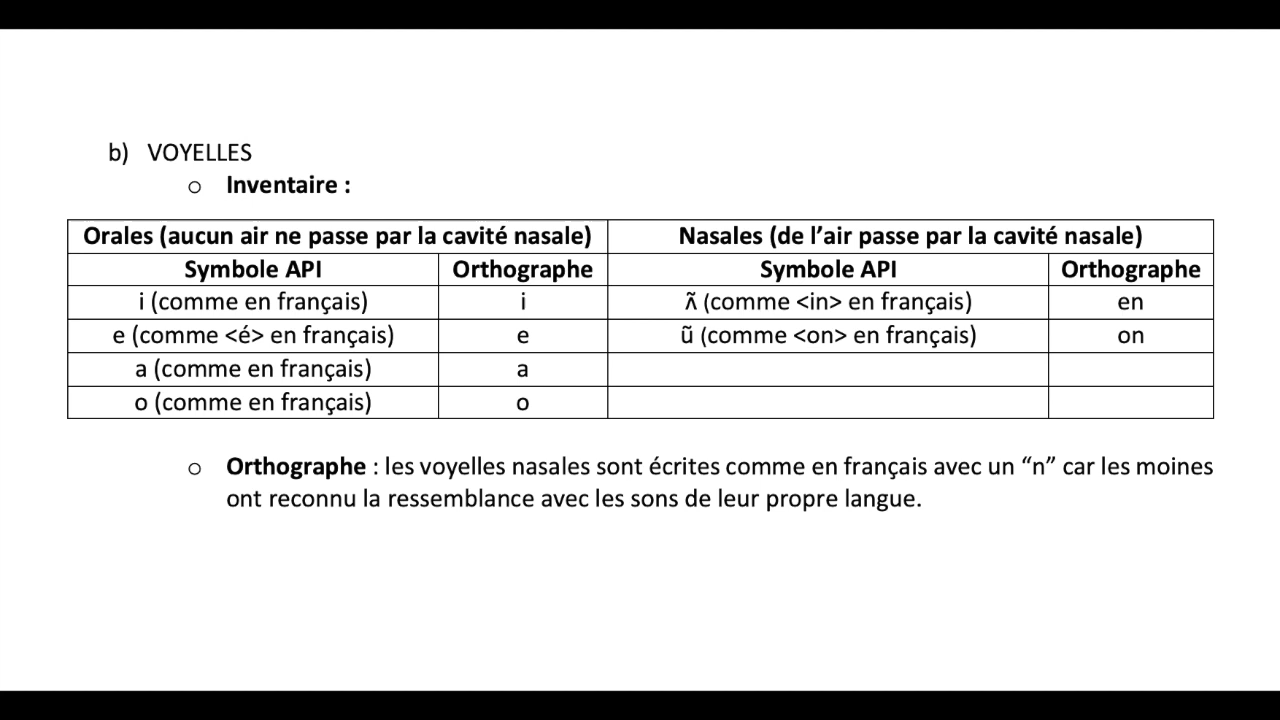 b) VOYELLES
o Inventaire :
Orales (aucun air ne passe par la cavité nasale) Nasales (de l’air passe par la cavité nasale)
Symbole API Orthographe Symbole API Orthographe
i (comme en français) i ʌ̃ (comme <in> en français) en
e (comme <é> en français) e ũ (comme <on> en français) on
a (comme en français) a
o (comme en français) o
o Orthographe : les voyelles nasales sont écrites comme en français avec un “n” car les moines
ont reconnu la ressemblance avec les sons de leur propre langue.